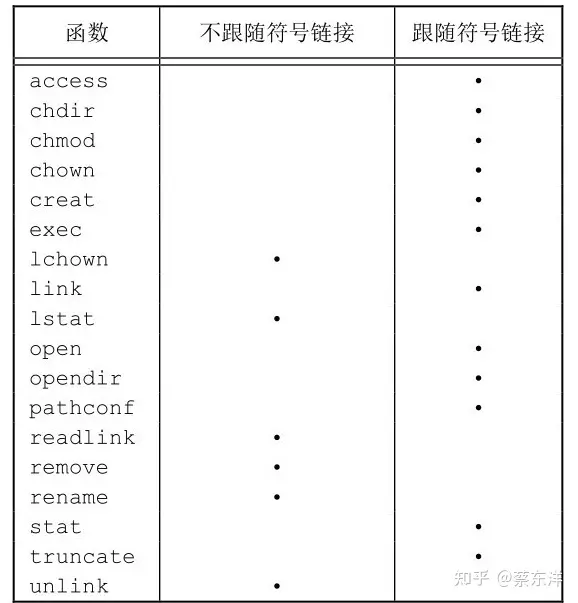 函数 不跟随符号链接 跟随符号链接
access •
chdir •
chmod •
chown •
creat •
exec •
lchown •
link •
lstat •
open •
opendir •
pathconf •
readlink •
remove •
rename •
stat •
truncate •
unlink •
知乎 @蔡东洋